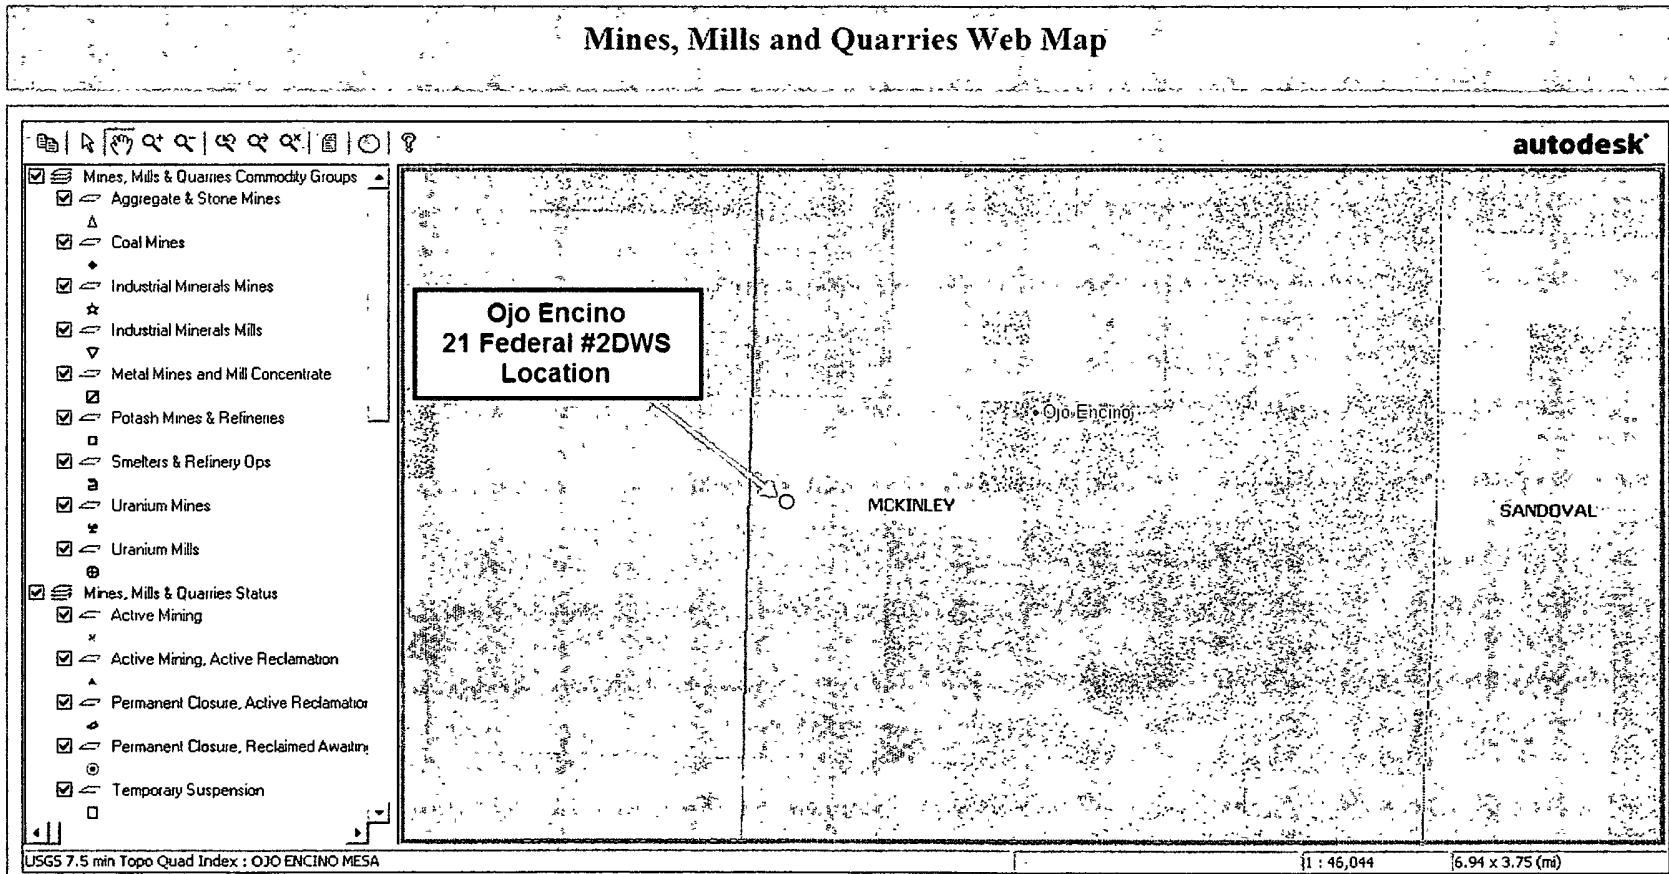 Mines, Mills and Quarries Web Map
autodesk
Mines, Mills & Quarries Commodity Groups
Aggregate & Stone Mines
Coal Mines
Industrial Minerals Mines
Industrial Minerals Mills
Metal Mines and Mill Concentrate
Potash Mines & Refineries
Smelters & Refinery Ops
Uranium Mines
Uranium Mills
Mines, Mills & Quarries Status
Active Mining
Active Mining, Active Reclamation
Permanent Closure, Active Reclamation
Permanent Closure, Reclaimed Awaitin
Temporary Suspension
Ojo Encino
21 Federal #2DWS
Location
Ojo Encino
MCKINLEY
SANDOVAL
USGS 7.5 min Topo Quad Index : OJO ENCINO MESA
1 : 46,044
6.94 x 3.75 (mi)